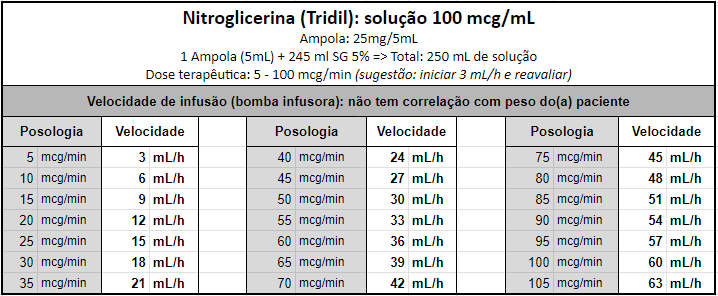 Nitroglicerina (Tridil): solução 100 mcg/mL
Ampola: 25mg/5mL
1 Ampola (5mL) + 245 ml SG 5% => Total: 250 mL de solução
Dose terapêutica: 5 - 100 mcg/min (sugestão: iniciar 3 mL/h e reavaliar)
Velocidade de infusão (bomba infusora): não tem correlação com peso do(a) paciente
Posologia Velocidade Posologia Velocidade Posologia Velocidade
5 mcg/min 3 mL/h 40 mcg/min 24 mL/h 75 mcg/min 45 mL/h
10 mcg/min 6 mL/h 45 mcg/min 27 mL/h 80 mcg/min 48 mL/h
15 mcg/min 9 mL/h 50 mcg/min 30 mL/h 85 mcg/min 51 mL/h
20 mcg/min 12 mL/h 55 mcg/min 33 mL/h 90 mcg/min 54 mL/h
25 mcg/min 15 mL/h 60 mcg/min 36 mL/h 95 mcg/min 57 mL/h
30 mcg/min 18 mL/h 65 mcg/min 39 mL/h 100 mcg/min 60 mL/h
35 mcg/min 21 mL/h 70 mcg/min 42 mL/h 105 mcg/min 63 mL/h